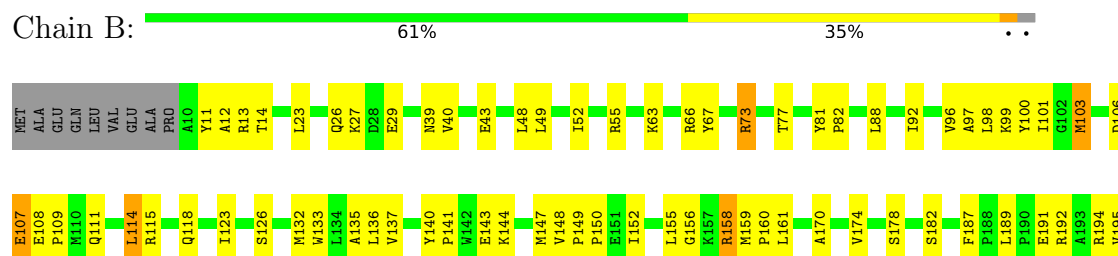 Chain B:
61% 35% . .
MET ALA GLU GLN LEU VAL GLU ALA PRO A10 Y11 A12 R13 T14 L23 Q26 K27 D28 E29 N39 V40 E43 L48 L49 I52 R55 K63 R66 Y67 R73 T77 Y81 P82 L88 I92 V96 A97 L98 K99 Y100 I101 G102 M103
E107 E108 P109 M110 Q111 L114 R115 Q118 I123 S126 M132 W133 L134 A135 L136 V137 Y140 P141 W142 E143 K144 M147 V148 P149 P150 E151 I152 L155 G156 K157 R158 M159 P160 L161 A170 V174 S178 S182 F187 P188 L189 P190 E191 R192 A193 R194